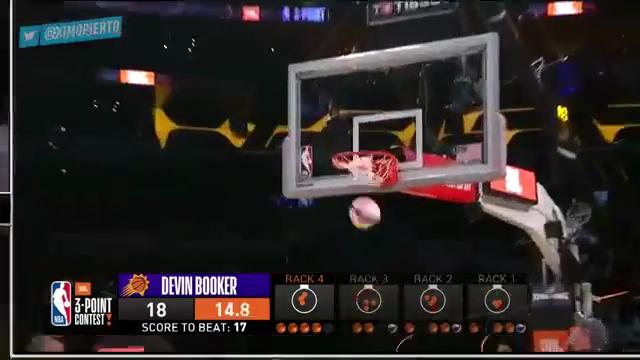 @XIMOPIERTO
NBA
JBL
3-POINT
CONTEST
DEVIN BOOKER
18
14.8
SCORE TO BEAT: 17
RACK 4
RACK 3
RACK 2
RACK 1